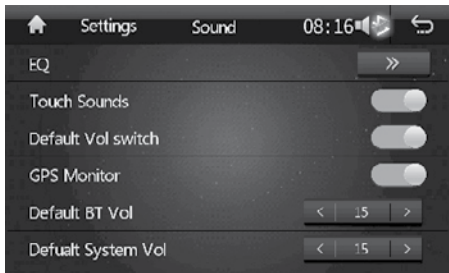 Settings Sound 08:16
EQ »
Touch Sounds
Default Vol switch
GPS Monitor
Default BT Vol < 15 >
Defualt System Vol < 15 >